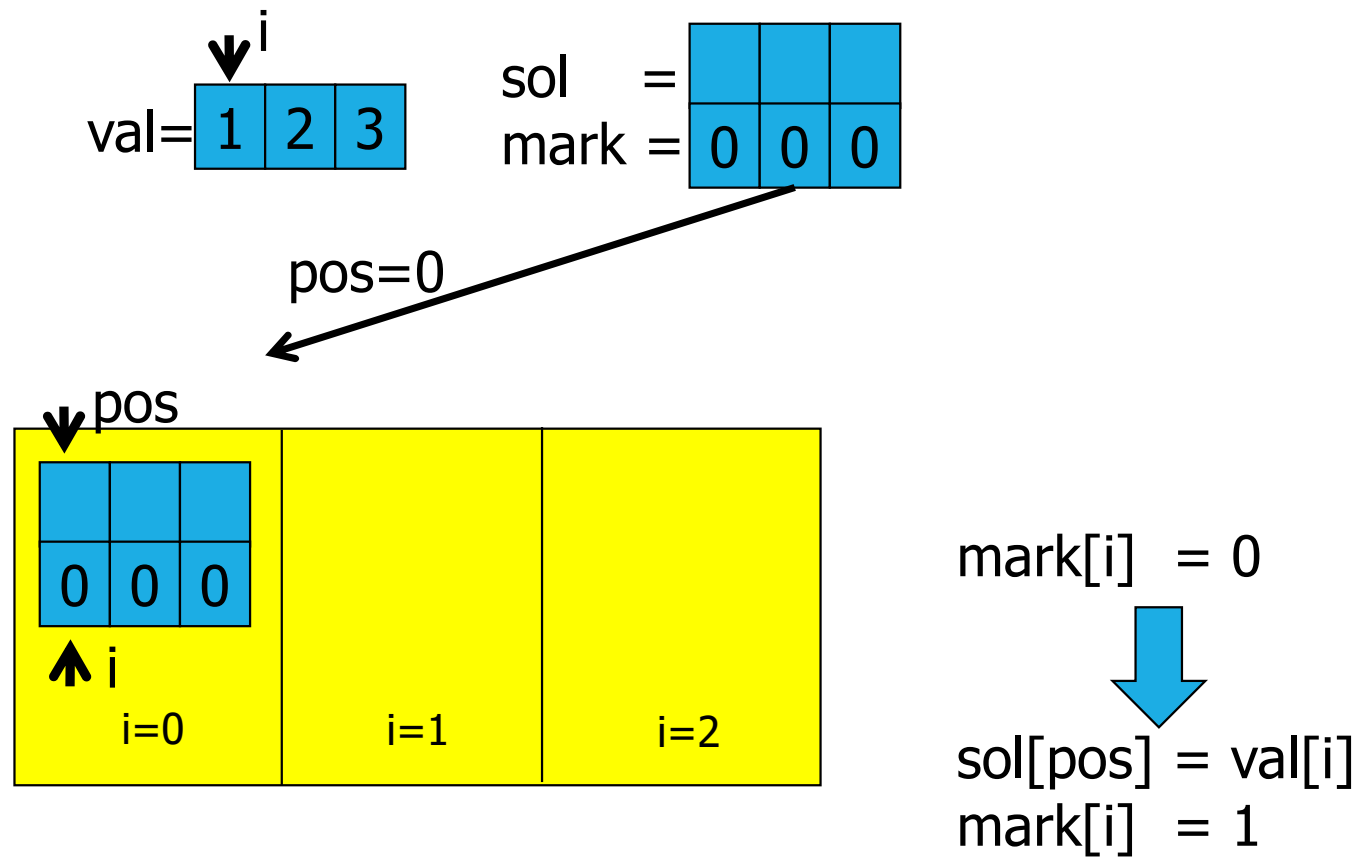 i
val= 1 2 3
sol =
mark = 0 0 0
pos=0
pos
0 0 0
i
i=0 i=1 i=2
mark[i] = 0
sol[pos] = val[i]
mark[i] = 1